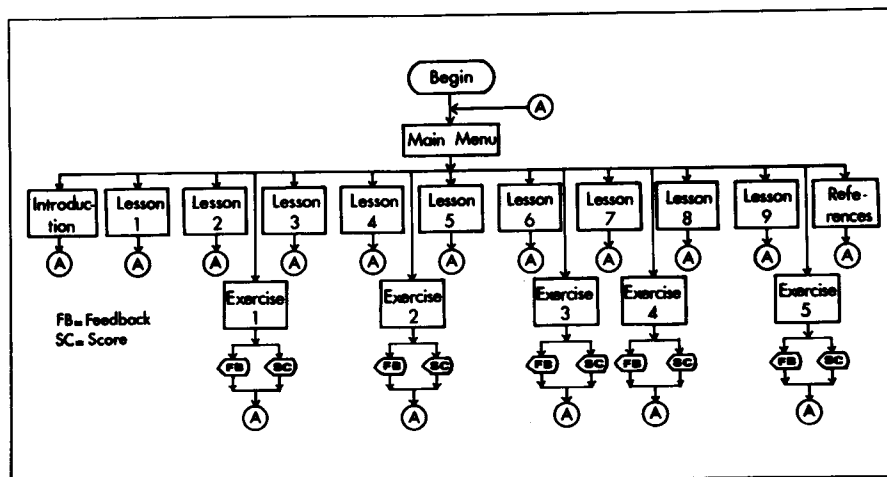 Begin
A
Main Menu
Introduc-
tion
Lesson
1
Lesson
2
Lesson
3
Lesson
4
Lesson
5
Lesson
6
Lesson
7
Lesson
8
Lesson
9
Refe-
rences
A
A
A
A
A
A
A
A
A
A
A
FB= Feedback
SC= Score
Exercise
1
Exercise
2
Exercise
3
Exercise
4
Exercise
5
FB
SC
FB
SC
FB
SC
FB
SC
FB
SC
A
A
A
A
A